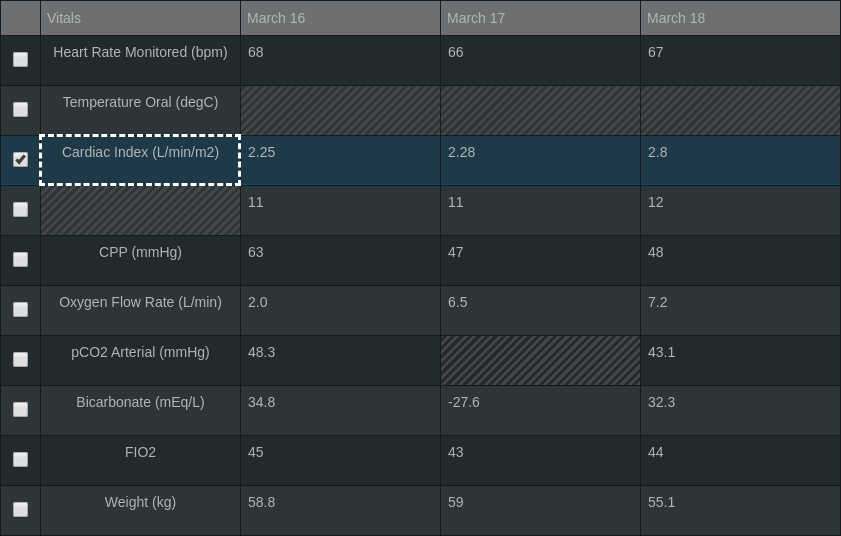 Vitals March 16 March 17 March 18
Heart Rate Monitored (bpm) 68 66 67
Temperature Oral (degC)
Cardiac Index (L/min/m2) 2.25 2.28 2.8
11 11 12
CPP (mmHg) 63 47 48
Oxygen Flow Rate (L/min) 2.0 6.5 7.2
pCO2 Arterial (mmHg) 48.3 43.1
Bicarbonate (mEq/L) 34.8 -27.6 32.3
FIO2 45 43 44
Weight (kg) 58.8 59 55.1